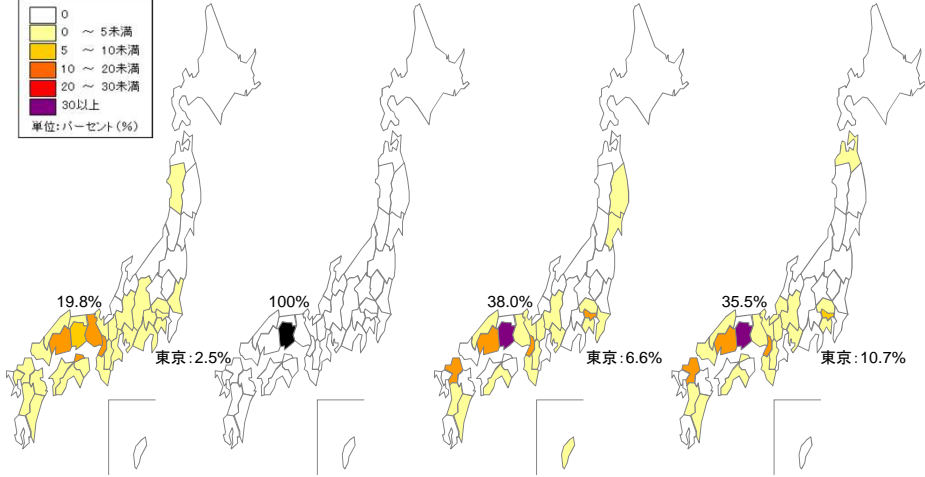 0
0 ～ 5未満
5 ～ 10未満
10 ～ 20未満
20 ～ 30未満
30以上
単位:パーセント(%)
19.8%
東京:2.5%
100%
38.0%
東京:6.6%
35.5%
東京:10.7%